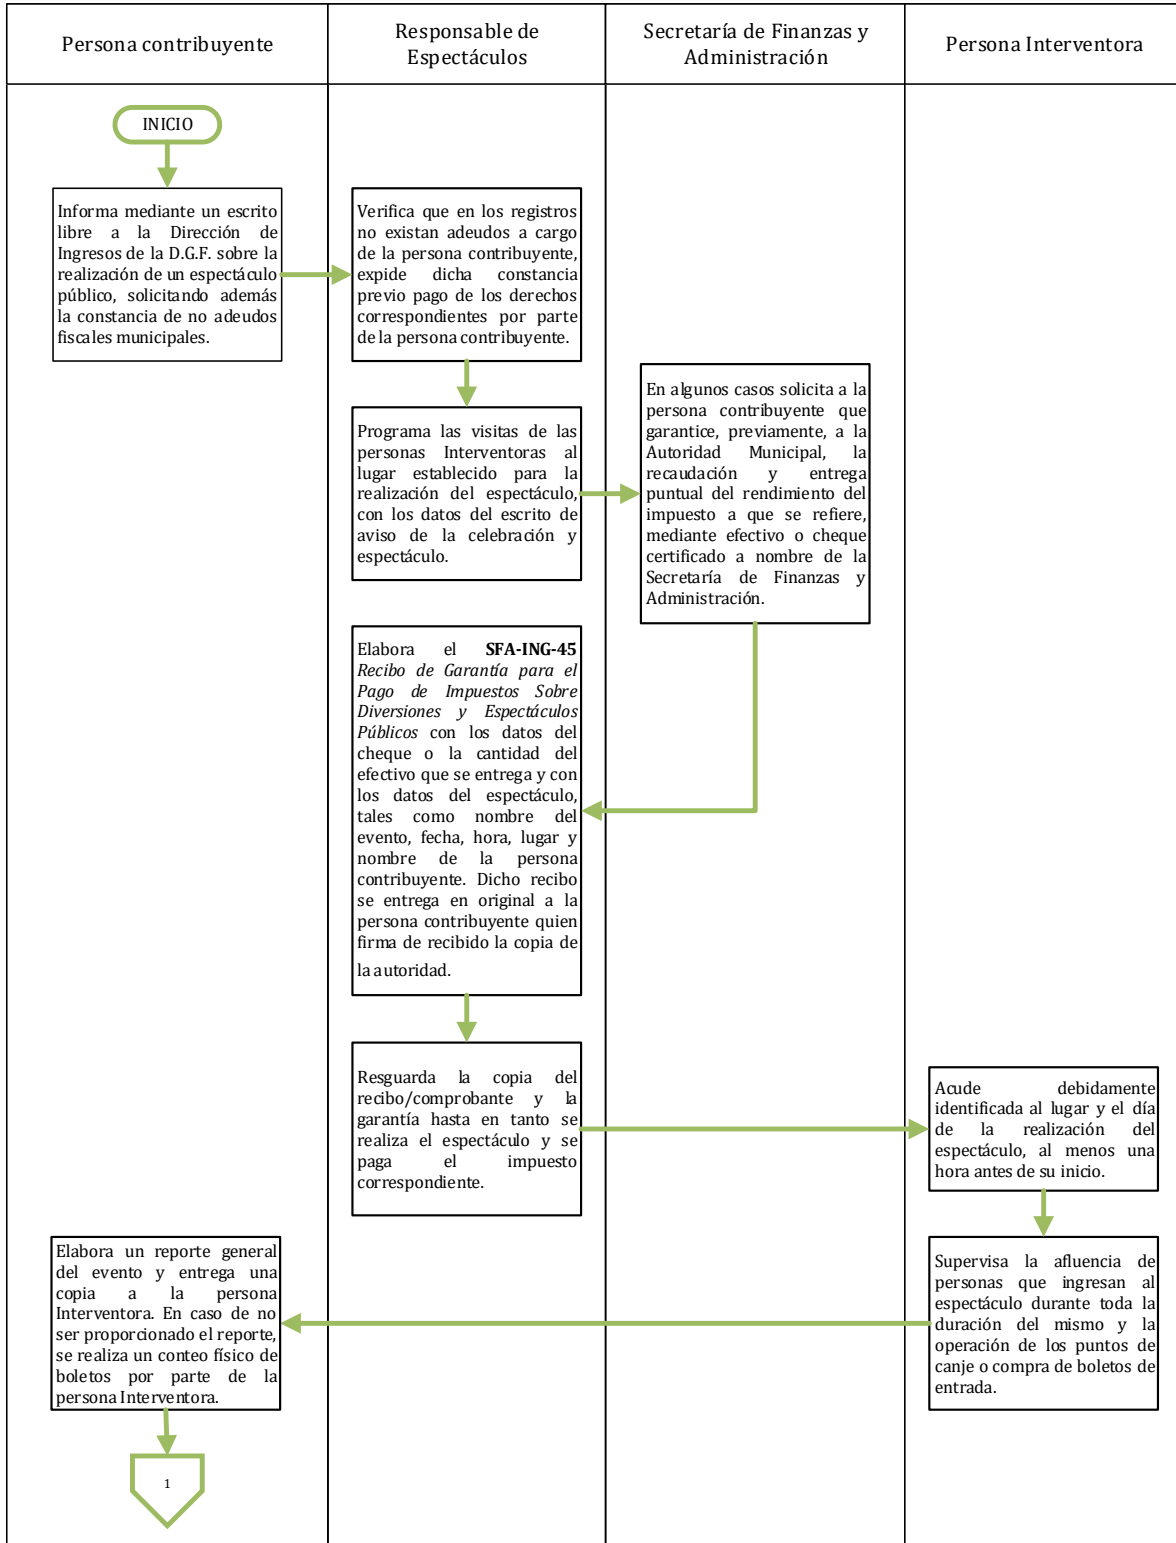 Persona contribuyente
Responsable de
Espectáculos
Secretaría de Finanzas y
Administración
Persona Interventora
INICIO
Informa mediante un escrito
libre a la Dirección de
Ingresos de la D.G.F. sobre la
realización de un espectáculo
público, solicitando además
la constancia de no adeudos
fiscales municipales.
Verifica que en los registros
no existan adeudos a cargo
de la persona contribuyente,
expide dicha constancia
previo pago de los derechos
correspondientes por parte
de la persona contribuyente.
Programa las visitas de las
personas Interventoras al
lugar establecido para la
realización del espectáculo,
con los datos del escrito de
aviso de la celebración y
espectáculo.
En algunos casos solicita a la
persona contribuyente que
garantice, previamente, a la
Autoridad Municipal, la
recaudación y entrega
puntual del rendimiento del
impuesto a que se refiere,
mediante efectivo o cheque
certificado a nombre de la
Secretaría de Finanzas y
Administración.
Elabora el SFA-ING-45
Recibo de Garantía para el
Pago de Impuestos Sobre
Diversiones y Espectáculos
Públicos con los datos del
cheque o la cantidad del
efectivo que se entrega y con
los datos del espectáculo,
tales como nombre del
evento, fecha, hora, lugar y
nombre de la persona
contribuyente. Dicho recibo
se entrega en original a la
persona contribuyente quien
firma de recibido la copia de
la autoridad.
Resguarda la copia del
recibo/comprobante y la
garantía hasta en tanto se
realiza el espectáculo y se
paga el impuesto
correspondiente.
Acude debidamente
identificada al lugar y el día
de la realización del
espectáculo, al menos una
hora antes de su inicio.
Supervisa la afluencia de
personas que ingresan al
espectáculo durante toda la
duración del mismo y la
operación de los puntos de
canje o compra de boletos de
entrada.
Elabora un reporte general
del evento y entrega una
copia a la persona
Interventora. En caso de no
ser proporcionado el reporte,
se realiza un conteo físico de
boletos por parte de la
persona Interventora.
1